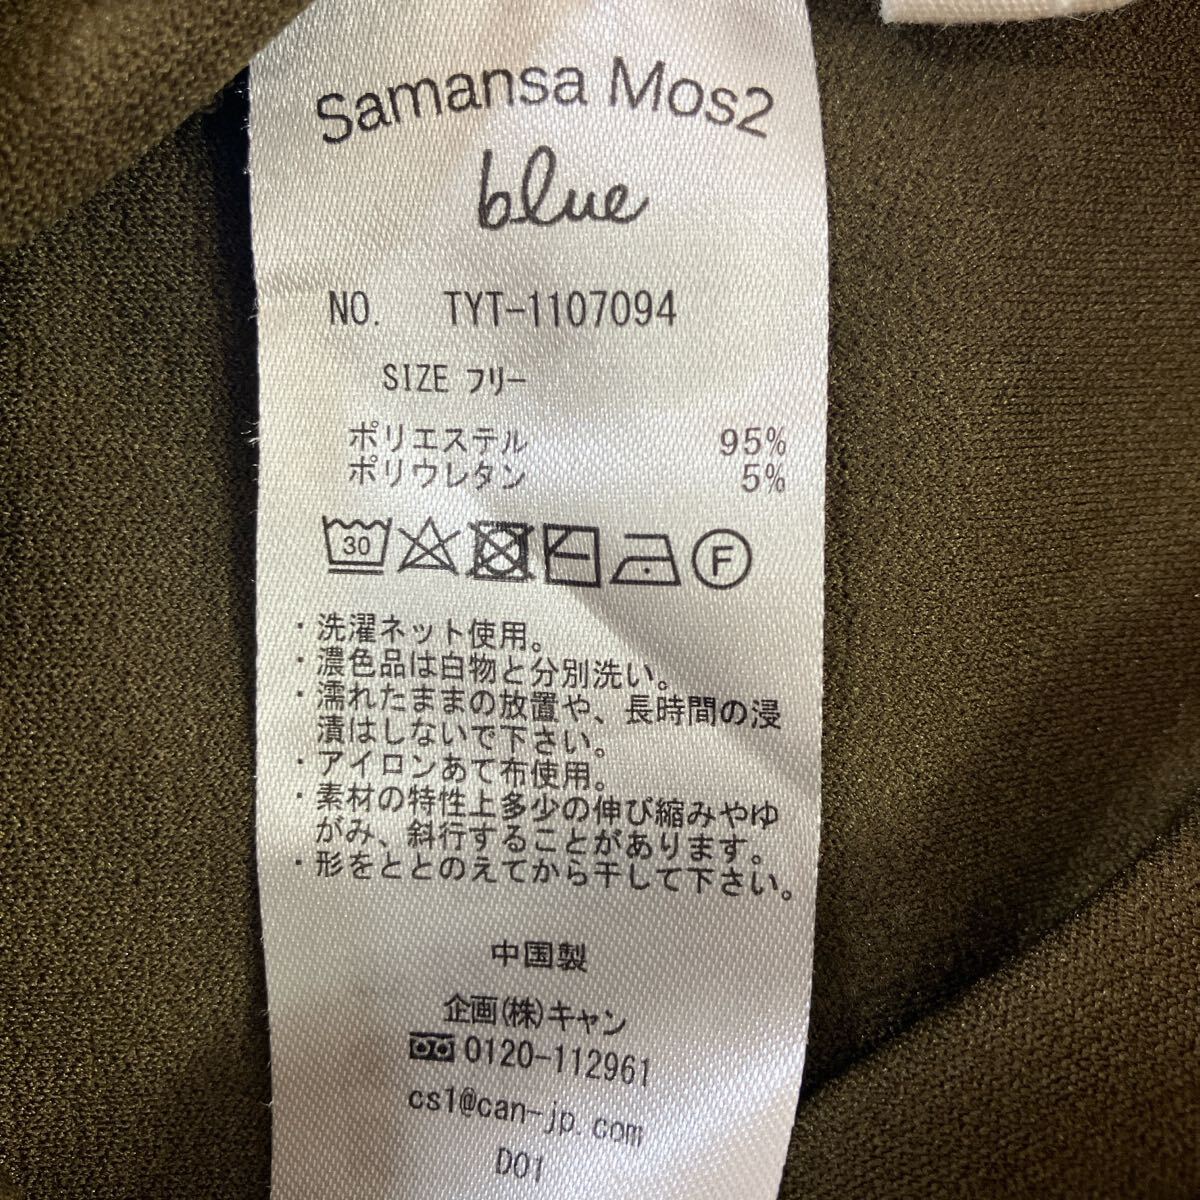 Samansa Mos2
blue
NO. TYT-1107094
SIZE フリー
ポリエステル 95%
ポリウレタン 5%
30 F
・洗濯ネット使用。
・濃色品は白物と分別洗い。
・濡れたままの放置や、長時間の浸
漬はしないで下さい。
・アイロンあて布使用。
・素材の特性上多少の伸び縮みやゆ
がみ、斜行することがあります。
・形をととのえてから干して下さい。
中国製
企画(株)キャン
0120-112961
cs1@can-jp.com
D01